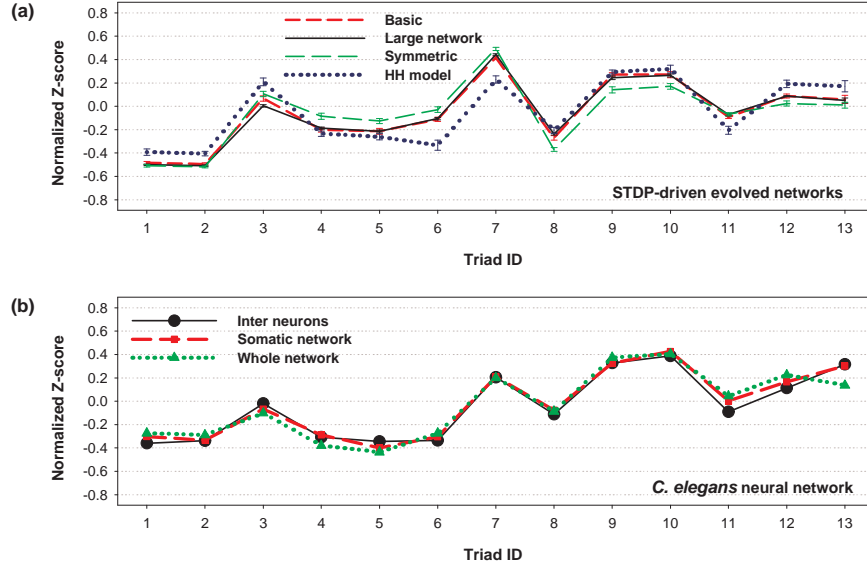 (a)
Normalized Z-score
0.8
0.6
0.4
0.2
0.0
-0.2
-0.4
-0.6
-0.8
Basic
Large network
Symmetric
HH model
STDP-driven evolved networks
1 2 3 4 5 6 7 8 9 10 11 12 13
Triad ID
(b)
Normalized Z-score
0.8
0.6
0.4
0.2
0.0
-0.2
-0.4
-0.6
-0.8
Inter neurons
Somatic network
Whole network
C. elegans neural network
1 2 3 4 5 6 7 8 9 10 11 12 13
Triad ID